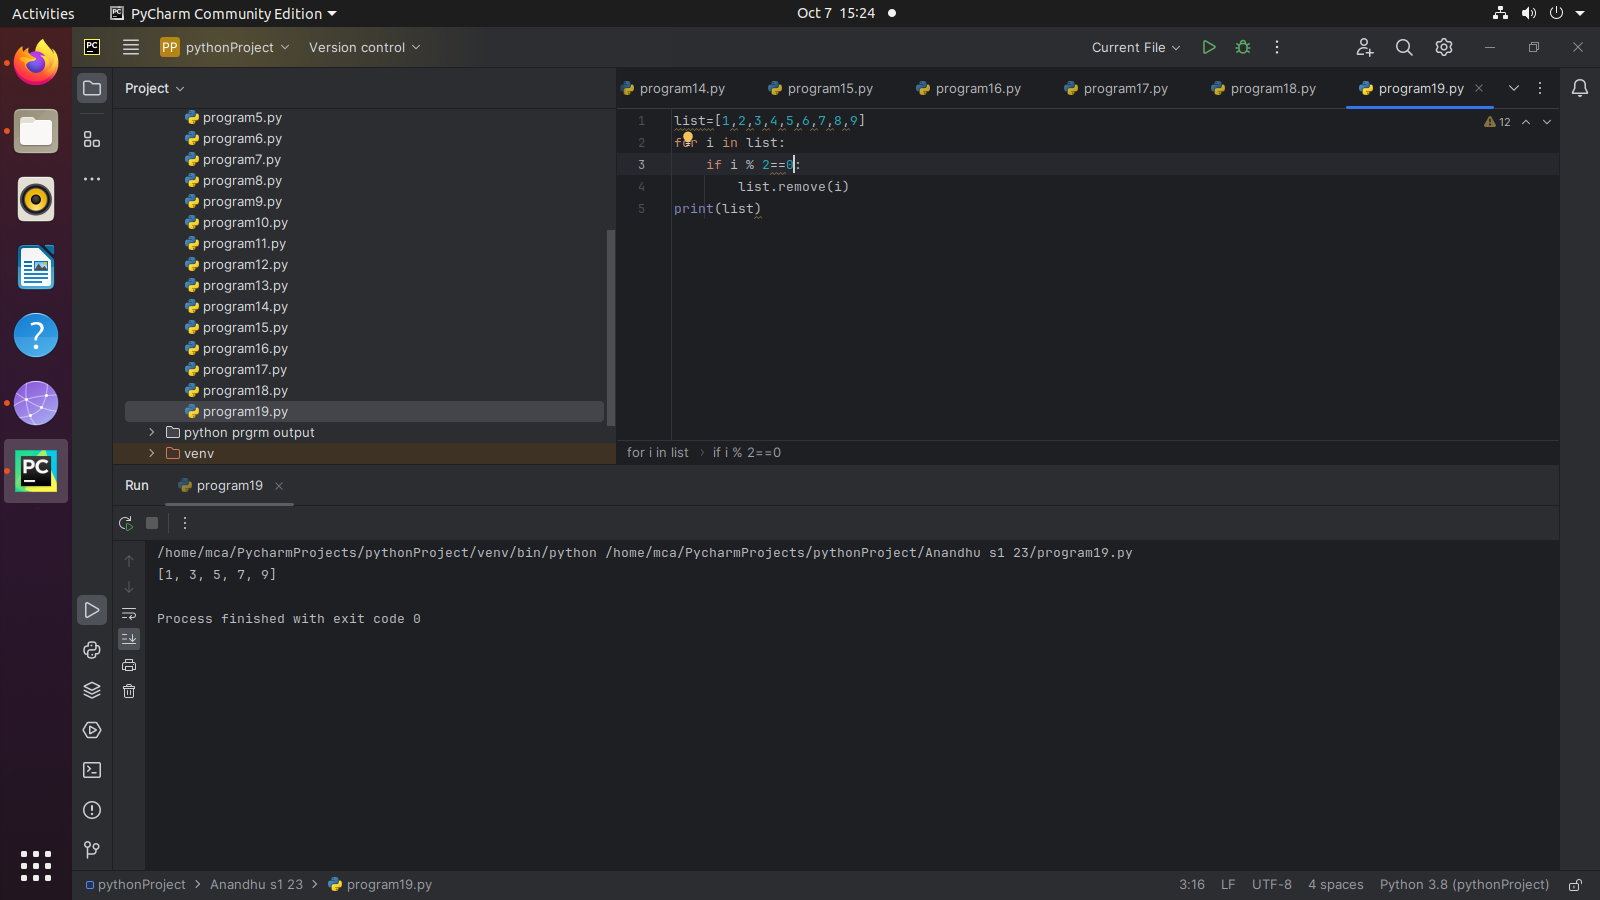 Activities PyCharm Community Edition Oct 7 15:24
PC PP pythonProject Version control Current File
Project program14.py program15.py program16.py program17.py program18.py program19.py
program5.py
program6.py
program7.py
program8.py
program9.py
program10.py
program11.py
program12.py
program13.py
program14.py
program15.py
program16.py
program17.py
program18.py
program19.py
python prgrm output
venv
1 list=[1,2,3,4,5,6,7,8,9] 12
2 for i in list:
3 if i % 2==0:
4 list.remove(i)
5 print(list)
for i in list › if i % 2==0
Run program19
/home/mca/PycharmProjects/pythonProject/venv/bin/python /home/mca/PycharmProjects/pythonProject/Anandhu s1 23/program19.py
[1, 3, 5, 7, 9]
Process finished with exit code 0
PC
?
pythonProject > Anandhu s1 23 > program19.py 3:16 LF UTF-8 4 spaces Python 3.8 (pythonProject)